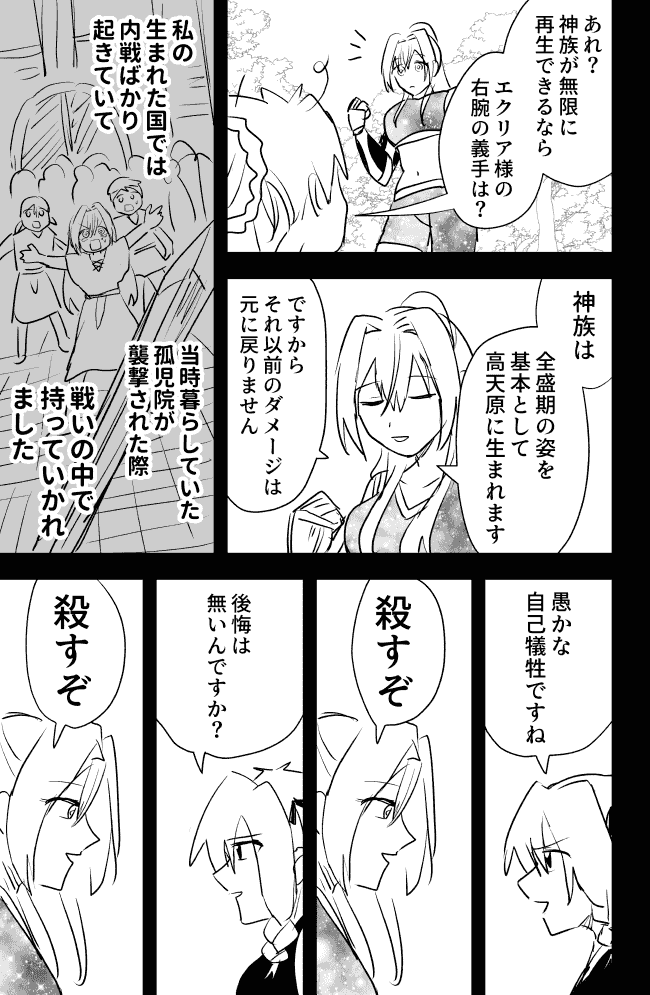 あれ？
神族が無限に
再生できるなら
エクリア様の
右腕の義手は？
神族は
全盛期の姿を
基本として
高天原に生まれます
ですから
それ以前のダメージは
元に戻りません
私の
生まれた国では
内戦ばかり
起きていて
当時暮らしていた
孤児院が
襲撃された際
戦いの中で
持っていかれ
ました
愚かな
自己犠牲ですね
殺すぞ
後悔は
無いんですか？
殺すぞ